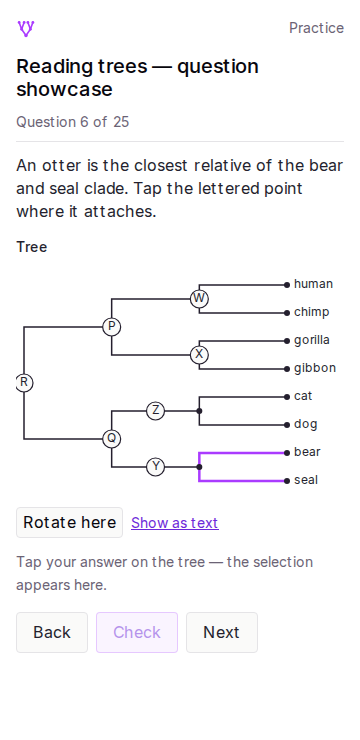 Practice
Reading trees — question
showcase
Question 6 of 25
An otter is the closest relative of the bear
and seal clade. Tap the lettered point
where it attaches.
Tree
human
W
chimp
P
gorilla
X
gibbon
R
cat
Z
dog
Q
bear
Y
seal
Rotate here Show as text
Tap your answer on the tree — the selection
appears here.
Back Check Next